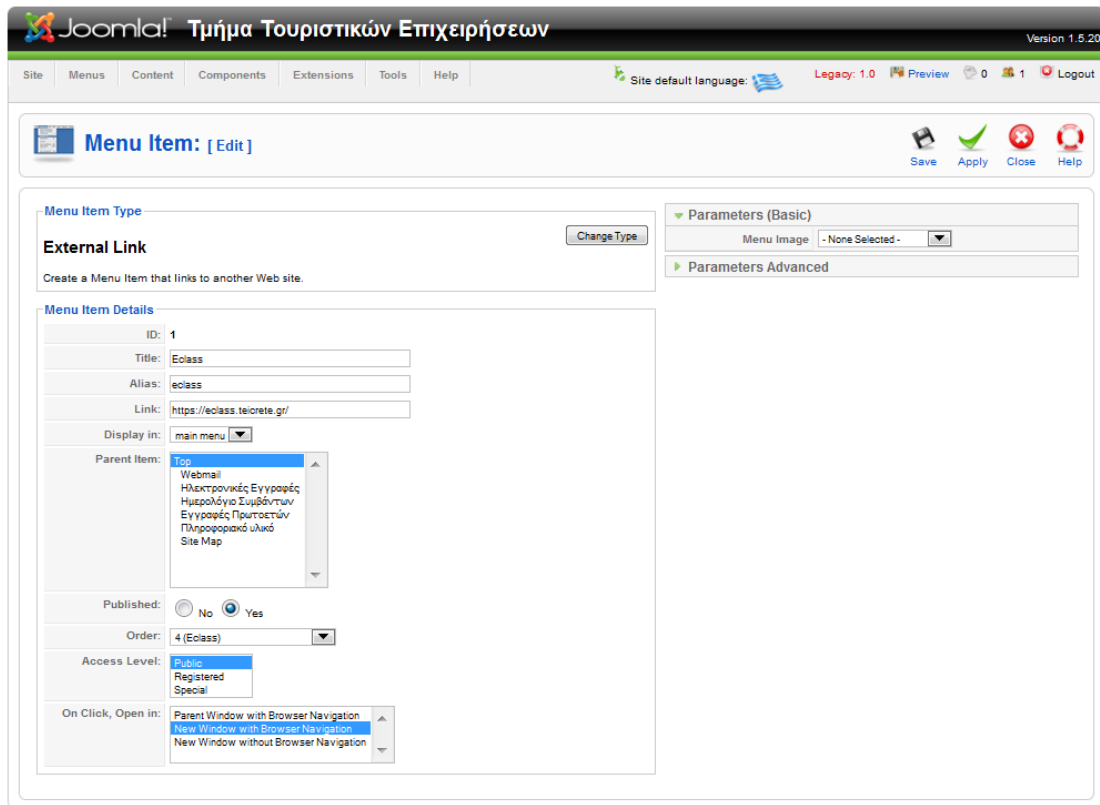 Joomla! Τμήμα Τουριστικών Επιχειρήσεων
Version 1.5.20
Site Menus Content Components Extensions Tools Help Site default language: Legacy: 1.0 Preview 0 1 Logout
Menu Item: [ Edit ]
Save Apply Close Help
Menu Item Type
External Link
Change Type
Create a Menu Item that links to another Web site.
Parameters (Basic)
Menu Image - None Selected -
Parameters Advanced
Menu Item Details
ID: 1
Title: Eclass
Alias: eclass
Link: https://eclass.teicrete.gr/
Display in: main menu
Parent Item: Top
Webmail
Ηλεκτρονικές Εγγραφές
Ημερολόγιο Συμβάντων
Εγγραφές Πρωτοετών
Πληροφοριακό υλικό
Site Map
Published: No Yes
Order: 4 (Eclass)
Access Level: Public
Registered
Special
On Click, Open in: Parent Window with Browser Navigation
New Window with Browser Navigation
New Window without Browser Navigation